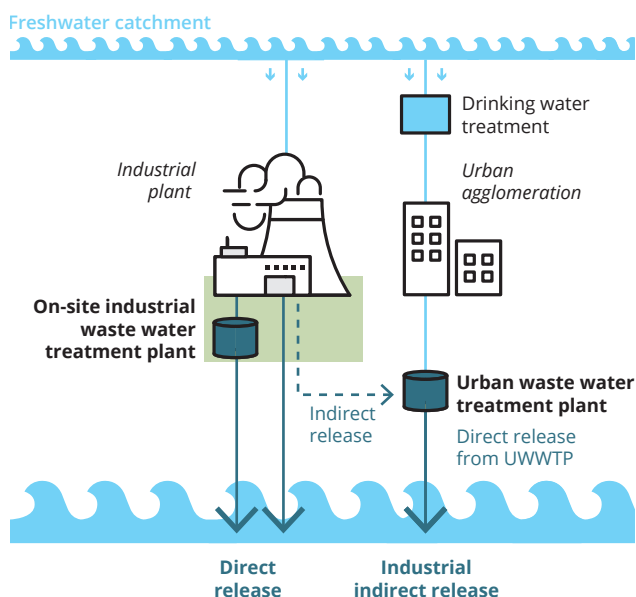 Freshwater catchment
Drinking water
treatment
Industrial
plant
Urban
agglomeration
On-site industrial
waste water
treatment plant
Urban waste water
treatment plant
Indirect
release
Direct release
from UWWTP
Direct
release
Industrial
indirect release